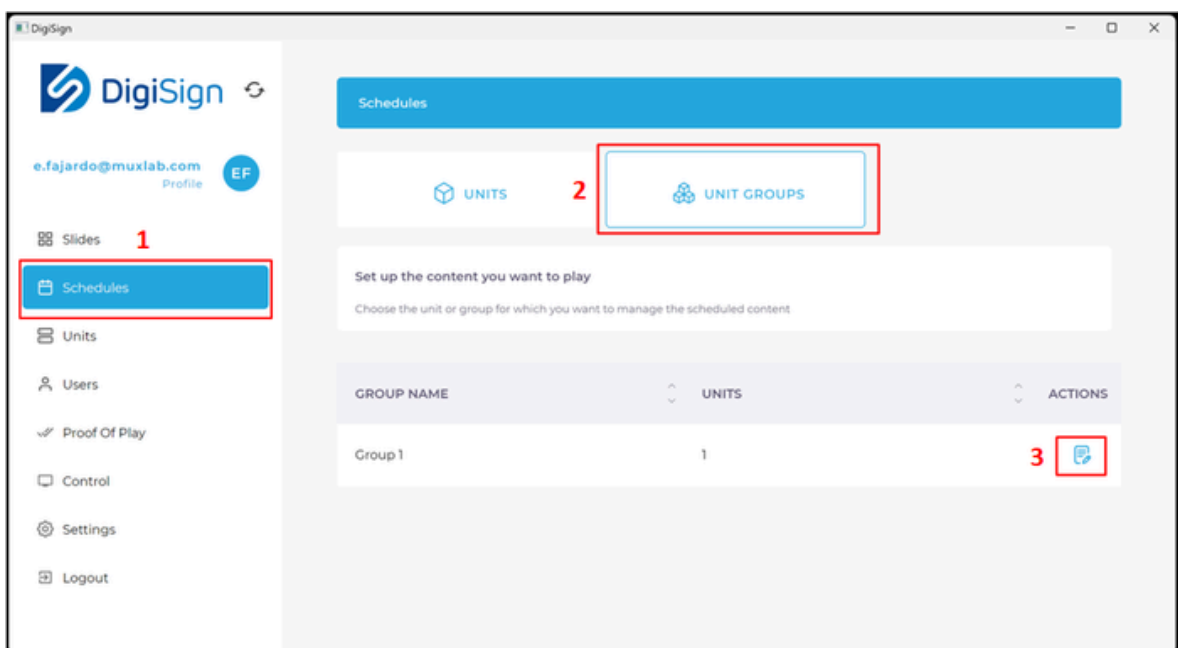 DigiSign
DigiSign
e.fajardo@muxlab.com
Profile
EF
Slides
1
Schedules
Units
Users
Proof Of Play
Control
Settings
Logout
Schedules
UNITS
2
UNIT GROUPS
Set up the content you want to play
Choose the unit or group for which you want to manage the scheduled content
GROUP NAME UNITS ACTIONS
Group 1 1 3